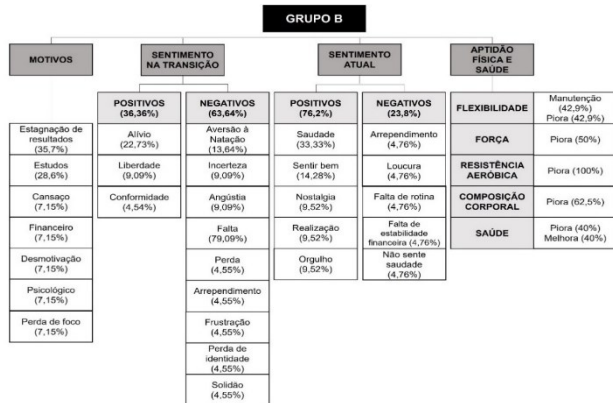 GRUPO B
MOTIVOS
SENTIMENTO
NA TRANSIÇÃO
SENTIMENTO
ATUAL
APTIDÃO
FÍSICA E
SAÚDE
Estagnação de
resultados
(35,7%)
Estudos
(28,6%)
Cansaço
(7,15%)
Financeiro
(7,15%)
Desmotivação
(7,15%)
Psicológico
(7,15%)
Perda de foco
(7,15%)
POSITIVOS
(36,36%)
Alívio
(22,73%)
Liberdade
(9,09%)
Conformidade
(4,54%)
NEGATIVOS
(63,64%)
Aversão à
Natação
(13,64%)
Incerteza
(9,09%)
Angústia
(9,09%)
Falta
(79,09%)
Perda
(4,55%)
Arrependimento
(4,55%)
Frustração
(4,55%)
Perda de
identidade
(4,55%)
Solidão
(4,55%)
POSITIVOS
(76,2%)
Saudade
(33,33%)
Sentir bem
(14,28%)
Nostalgia
(9,52%)
Realização
(9,52%)
Orgulho
(9,52%)
NEGATIVOS
(23,8%)
Arrependimento
(4,76%)
Loucura
(4,76%)
Falta de rotina
(4,76%)
Falta de
estabilidade
financeira (4,76%)
Não sente
saudade
(4,76%)
FLEXIBILIDADE
Manutenção
(42,9%)
Piora (42,9%)
FORÇA
Piora (50%)
RESISTÊNCIA
AERÓBICA
Piora (100%)
COMPOSIÇÃO
CORPORAL
Piora (62,5%)
SAÚDE
Piora (40%)
Melhora (40%)